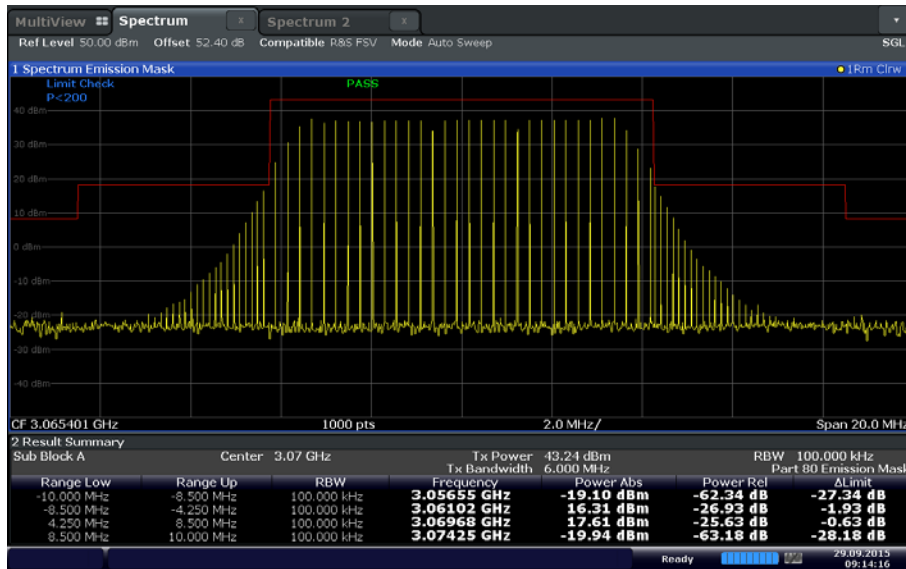 MultiView Spectrum x Spectrum 2 x
Ref Level 50.00 dBm Offset 52.40 dB Compatible R&S FSV Mode Auto Sweep SGL
1 Spectrum Emission Mask 1Rm Clrw
Limit Check PASS
P<200
40 dBm
30 dBm
20 dBm
10 dBm
0 dBm
-10 dBm
-20 dBm
-30 dBm
-40 dBm
CF 3.065401 GHz 1000 pts 2.0 MHz/ Span 20.0 MHz
2 Result Summary
Sub Block A Center 3.07 GHz Tx Power 43.24 dBm RBW 100.000 kHz
Tx Bandwidth 6.000 MHz Part 80 Emission Mask
Range Low Range Up RBW Frequency Power Abs Power Rel ΔLimit
-10.000 MHz -8.500 MHz 100.000 kHz 3.05655 GHz -19.10 dBm -62.34 dB -27.34 dB
-8.500 MHz -4.250 MHz 100.000 kHz 3.06102 GHz 16.31 dBm -26.93 dB -1.93 dB
4.250 MHz 8.500 MHz 100.000 kHz 3.06968 GHz 17.61 dBm -25.63 dB -0.63 dB
8.500 MHz 10.000 MHz 100.000 kHz 3.07425 GHz -19.94 dBm -63.18 dB -28.18 dB
Ready 29.09.2015
09:14:16